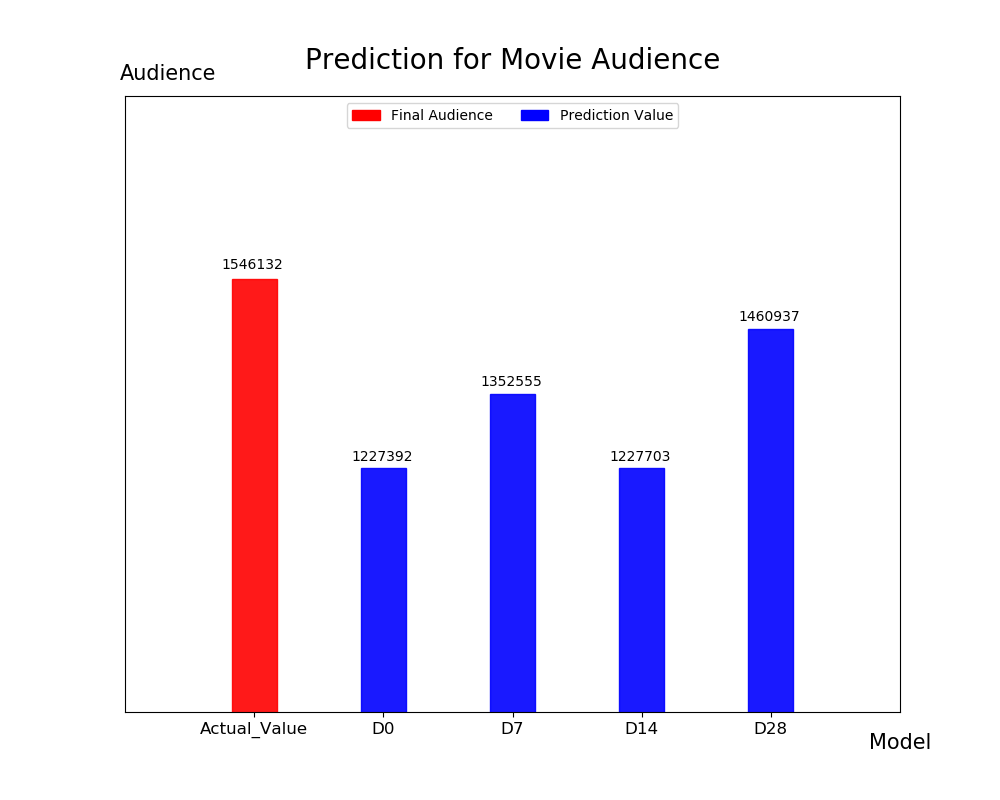 Prediction for Movie Audience
Audience
Final Audience Prediction Value
1546132
1460937
1352555
1227392
1227703
Actual_Value D0 D7 D14 D28
Model